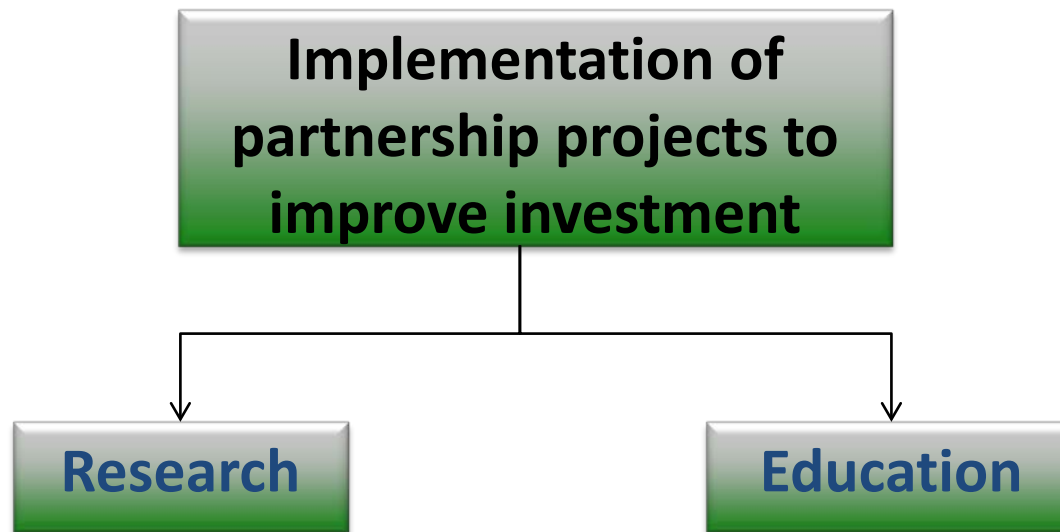 Implementation of
partnership projects to
improve investment
Research
Education